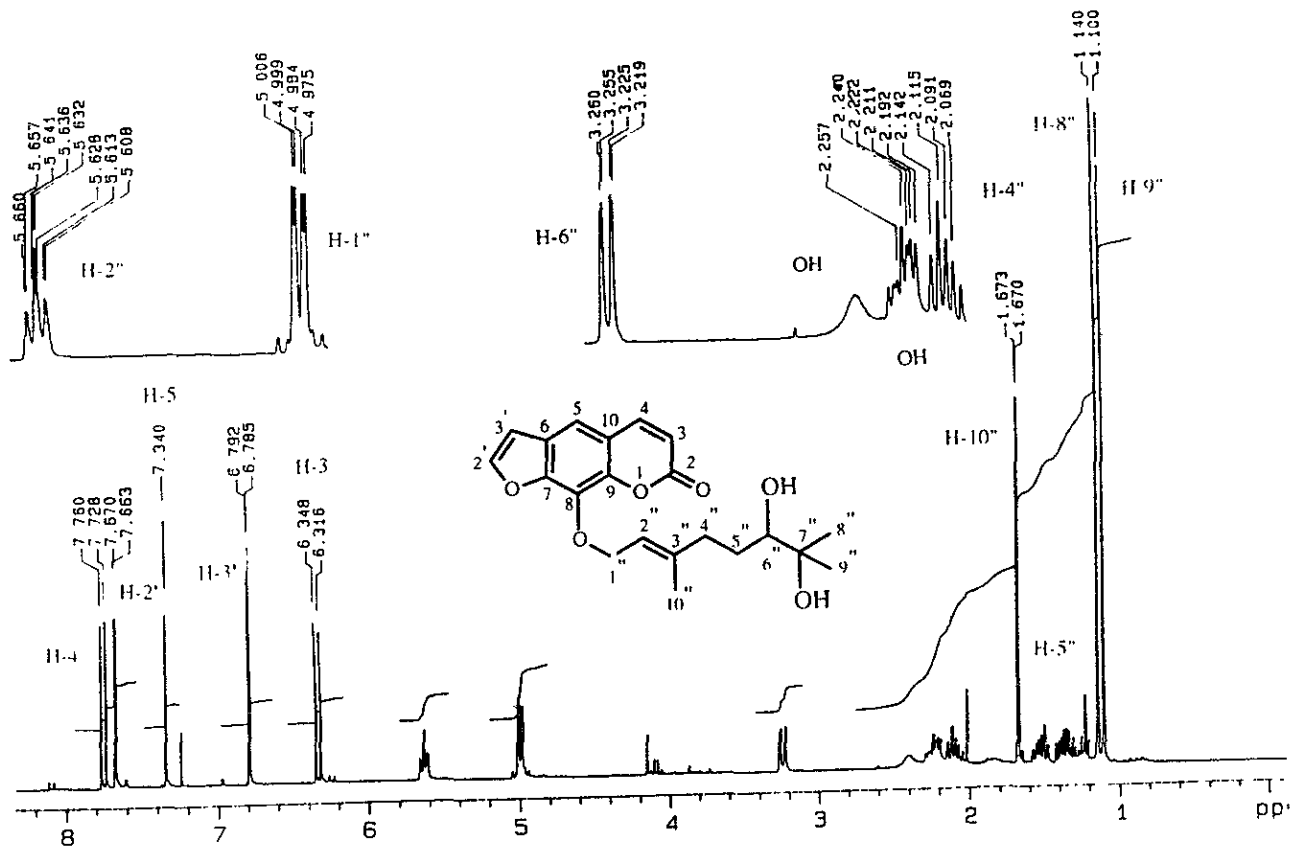 5.660
5.657
5.641
5.636
5.632
5.628
5.613
5.608
H-2"
5.006
4.999
4.984
4.975
H-1"
3.260
3.255
3.225
3.219
H-6"
OH
2.257
2.240
2.222
2.211
2.192
2.142
2.115
2.091
2.069
H-4"
OH
1.140
1.100
H-8"
H-9"
1.673
1.670
H-10"
H-5"
7.760
7.728
7.670
7.663
H-4
H-2'
H-5
7.340
6.792
6.785
H-3'
H-3
6.348
6.316
3' 6 5 10 4 3
2' O 7 8 9 O 1 2 O
O 1" 2" 3" 4" 5" 6" 7" 8" 9" 10"
OH
OH
8 7 6 5 4 3 2 1 pp